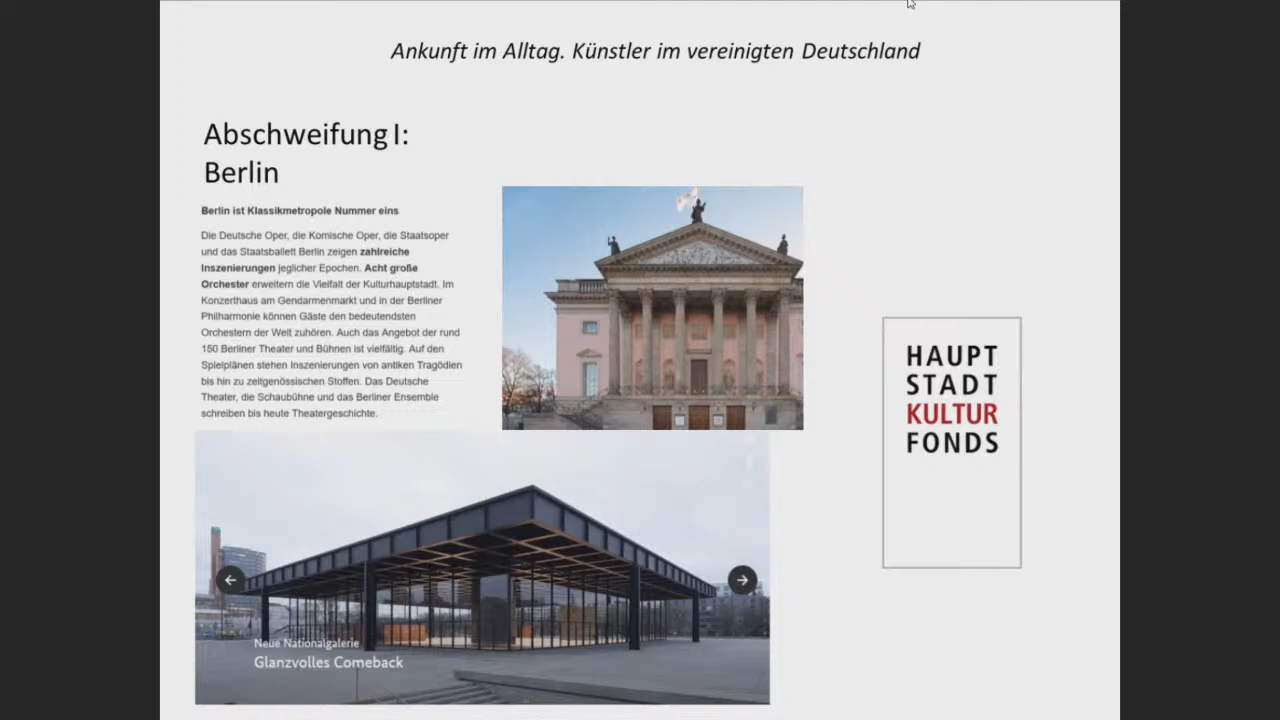 Ankunft im Alltag. Künstler im vereinigten Deutschland
Abschweifung I:
Berlin
Berlin ist Klassikmetropole Nummer eins
Die Deutsche Oper, die Komische Oper, die Staatsoper
und das Staatsballett Berlin zeigen zahlreiche
Inszenierungen jeglicher Epochen. Acht große
Orchester erweitern die Vielfalt der Kulturhauptstadt. Im
Konzerthaus am Gendarmenmarkt und in der Berliner
Philharmonie können Gäste den bedeutendsten
Orchestern der Welt zuhören. Auch das Angebot der rund
150 Berliner Theater und Bühnen ist vielfältig. Auf den
Spielplänen stehen Inszenierungen von antiken Tragödien
bis hin zu zeitgenössischen Stoffen. Das Deutsche
Theater, die Schaubühne und das Berliner Ensemble
schreiben bis heute Theatergeschichte.
HAUPT
STADT
KULTUR
FONDS
Neue Nationalgalerie
Glanzvolles Comeback